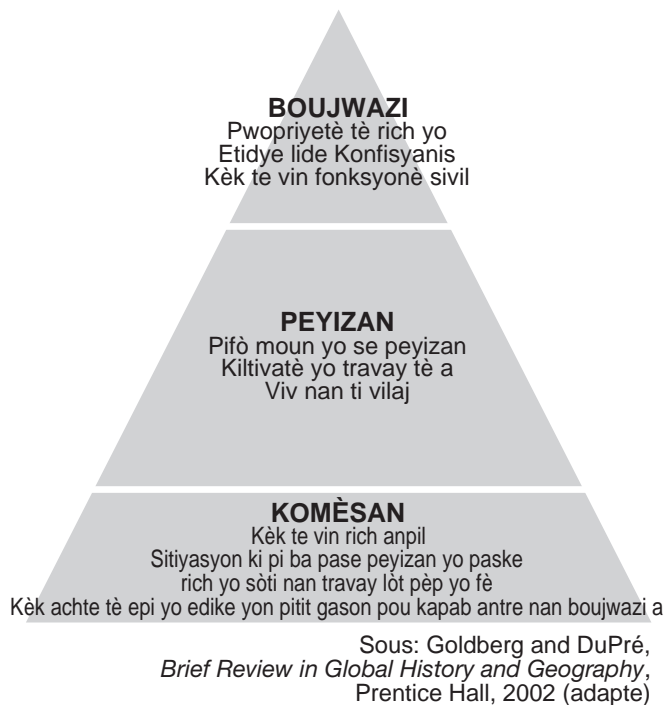 BOUJWAZI
Pwopriyetè tè rich yo
Etidye lide Konfisyanis
Kèk te vin fonksyonè sivil
PEYIZAN
Pifò moun yo se peyizan
Kiltivatè yo travay tè a
Viv nan ti vilaj
KOMÈSAN
Kèk te vin rich anpil
Sitiyasyon ki pi ba pase peyizan yo paske
rich yo sòti nan travay lòt pèp yo fè
Kèk achte tè epi yo edike yon pitit gason pou kapab antre nan boujwazi a
Sous: Goldberg and DuPré,
Brief Review in Global History and Geography,
Prentice Hall, 2002 (adapte)